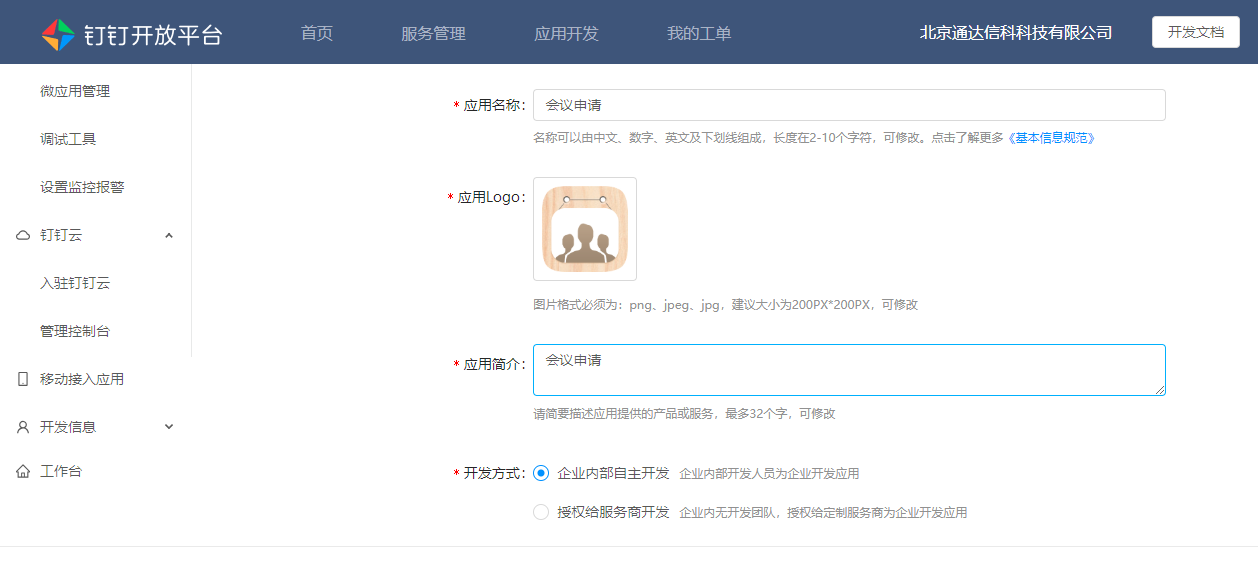 钉钉开放平台 首页 服务管理 应用开发 我的工单 北京通达信科科技有限公司 开发文档
微应用管理
调试工具
设置监控报警
钉钉云
入驻钉钉云
管理控制台
移动接入应用
开发信息
工作台
* 应用名称: 会议申请
名称可以由中文、数字、英文及下划线组成，长度在2-10个字符，可修改。点击了解更多《基本信息规范》
* 应用Logo:
图片格式必须为：png、jpeg、jpg，建议大小为200PX*200PX，可修改
* 应用简介: 会议申请
请简要描述应用提供的产品或服务，最多32个字，可修改
* 开发方式: 企业内部自主开发 企业内部开发人员为企业开发应用
授权给服务商开发 企业内无开发团队，授权给定制服务商为企业开发应用